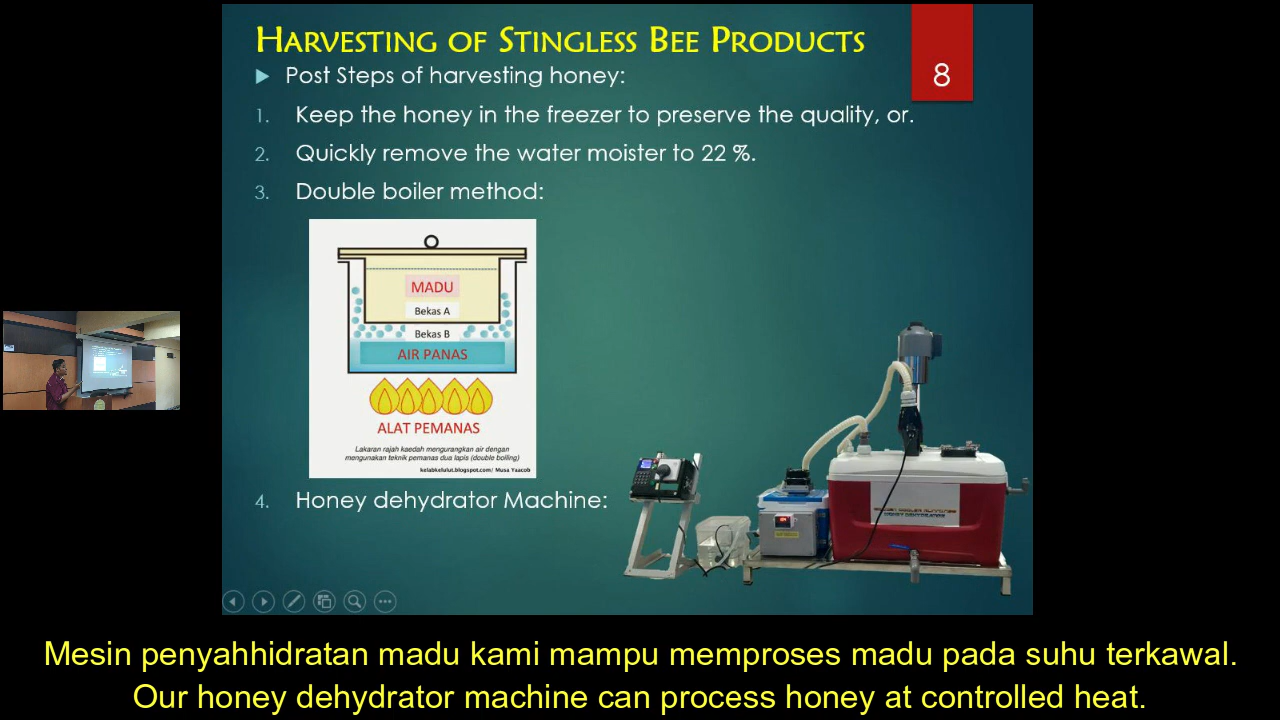 HARVESTING OF STINGLESS BEE PRODUCTS
8
Post Steps of harvesting honey:
1. Keep the honey in the freezer to preserve the quality, or.
2. Quickly remove the water moister to 22 %.
3. Double boiler method:
MADU
Bekas A
Bekas B
AIR PANAS
ALAT PEMANAS
Lakaran rajah kaedah mengurangkan air dengan
mengunakan teknik pemanas dua lapis (double boiling)
kelabkelulut.blogspot.com/ Musa Yaacob
4. Honey dehydrator Machine:
Mesin penyahhidratan madu kami mampu memproses madu pada suhu terkawal.
Our honey dehydrator machine can process honey at controlled heat.